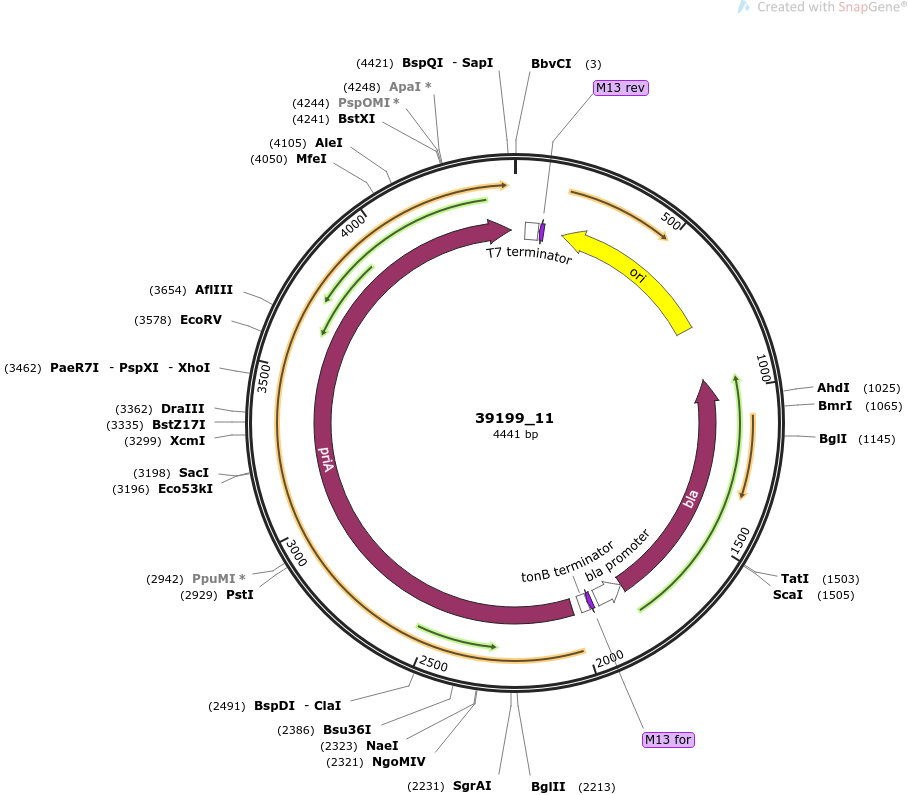 Created with SnapGene®
(4421) BspQI - SapI
BbvCI (3)
(4248) ApaI *
M13 rev
(4244) PspOMI *
(4241) BstXI
(4105) AleI
(4050) MfeI
4000
500
T7 terminator
ori
(3654) AflIII
(3578) EcoRV
(3462) PaeR7I - PspXI - XhoI
3500
1000
AhdI (1025)
(3362) DraIII
BmrI (1065)
(3335) BstZ17I
39199_11
(3299) XcmI
4441 bp
BglI (1145)
priA
(3198) SacI
(3196) Eco53kI
bla
1500
3000
tonB terminator
bla promoter
(2942) PpuMI *
TatI (1503)
(2929) PstI
ScaI (1505)
2500
2000
(2491) BspDI - ClaI
(2386) Bsu36I
M13 for
(2323) NaeI
(2321) NgoMIV
(2231) SgrAI
BglII (2213)